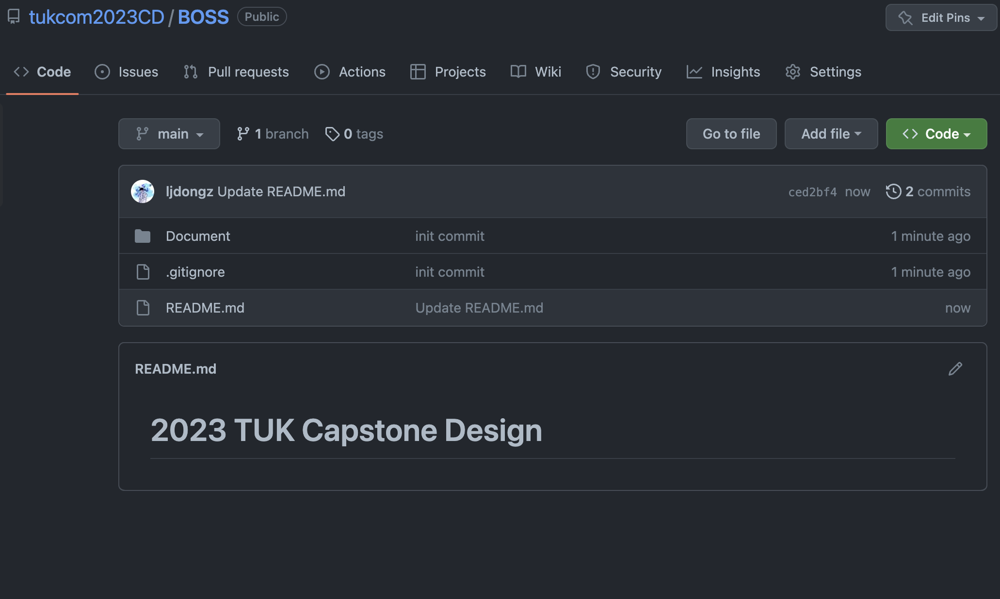 tukcom2023CD / BOSS Public Edit Pins
Code Issues Pull requests Actions Projects Wiki Security Insights Settings
main 1 branch 0 tags Go to file Add file Code
ljdongz Update README.md ced2bf4 now 2 commits
Document init commit 1 minute ago
.gitignore init commit 1 minute ago
README.md Update README.md now
README.md
2023 TUK Capstone Design